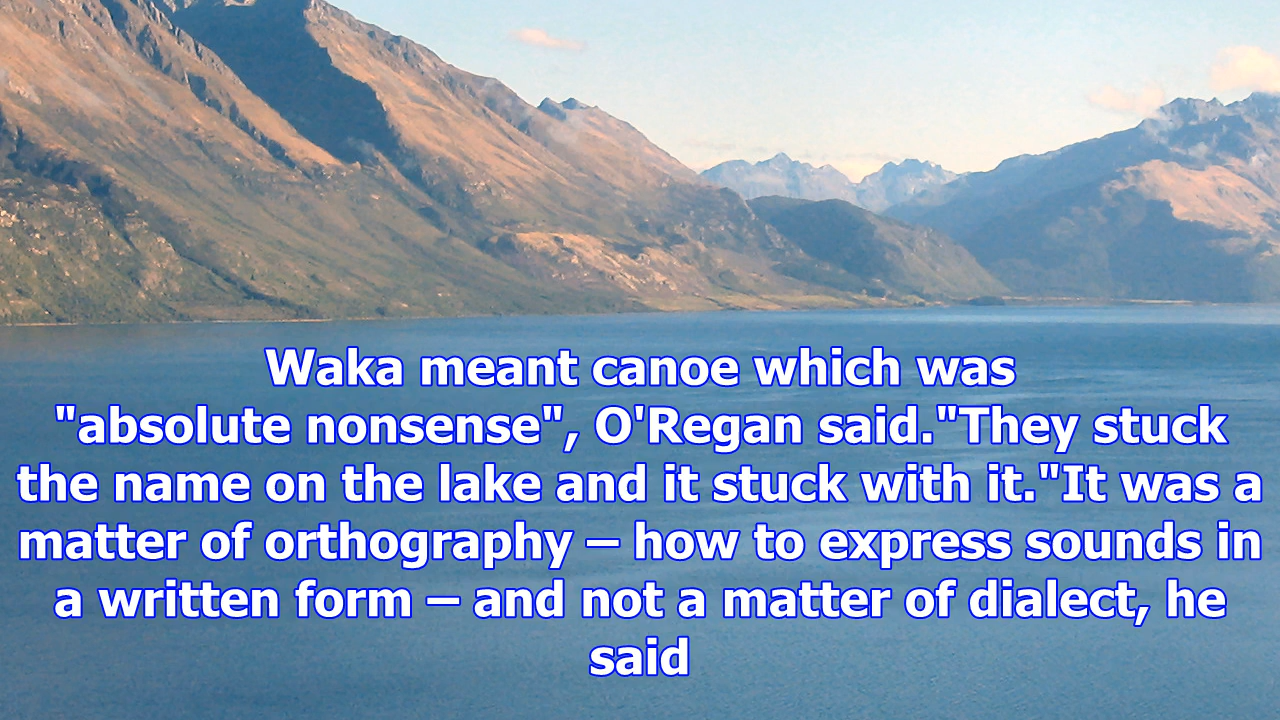 Waka meant canoe which was
"absolute nonsense", O'Regan said."They stuck
the name on the lake and it stuck with it."It was a
matter of orthography – how to express sounds in
a written form – and not a matter of dialect, he
said